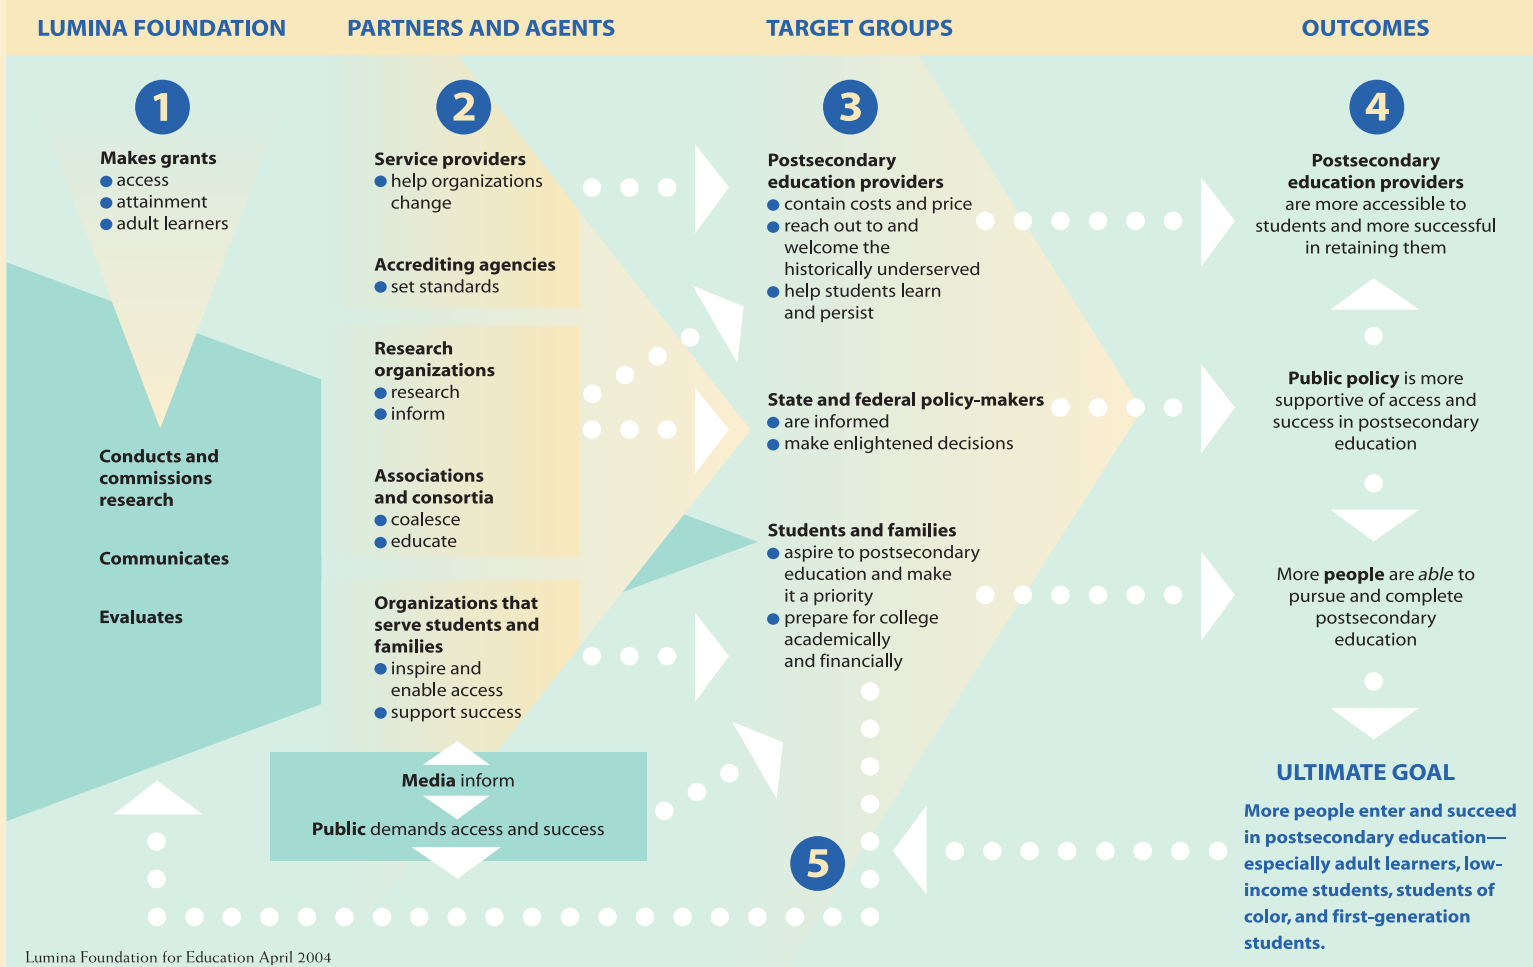 LUMINA FOUNDATION
PARTNERS AND AGENTS
TARGET GROUPS
OUTCOMES
1
Makes grants
access
attainment
adult learners
Conducts and
commissions
research
Communicates
Evaluates
2
Service providers
help organizations
change
Accrediting agencies
set standards
Research
organizations
research
inform
Associations
and consortia
coalesce
educate
Organizations that
serve students and
families
inspire and
enable access
support success
Media inform
Public demands access and success
3
Postsecondary
education providers
contain costs and price
reach out to and
welcome the
historically underserved
help students learn
and persist
State and federal policy-makers
are informed
make enlightened decisions
Students and families
aspire to postsecondary
education and make
it a priority
prepare for college
academically
and financially
4
Postsecondary
education providers
are more accessible to
students and more successful
in retaining them
Public policy is more
supportive of access and
success in postsecondary
education
More people are able to
pursue and complete
postsecondary
education
ULTIMATE GOAL
More people enter and succeed
in postsecondary education—
especially adult learners, low-
income students, students of
color, and first-generation
students.
5
Lumina Foundation for Education April 2004